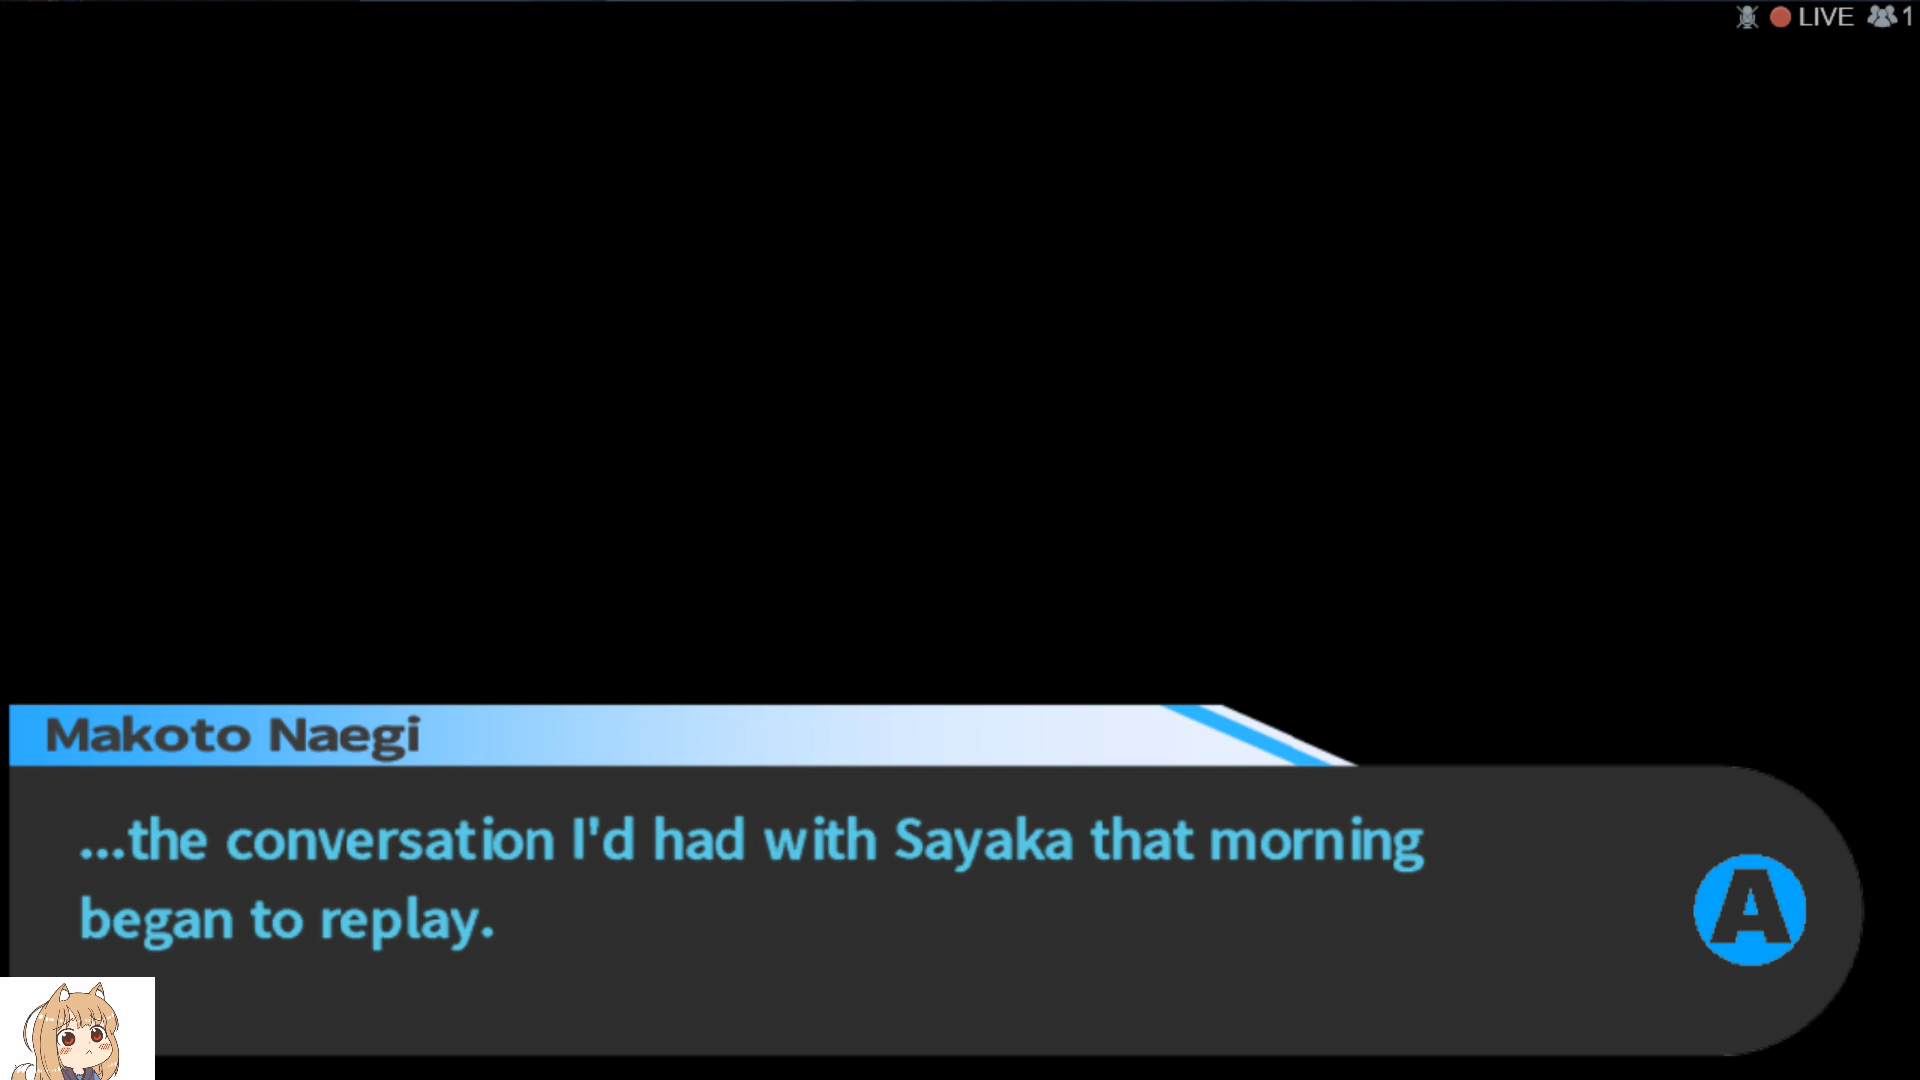 LIVE 1
Makoto Naegi
...the conversation I'd had with Sayaka that morning
began to replay.
A